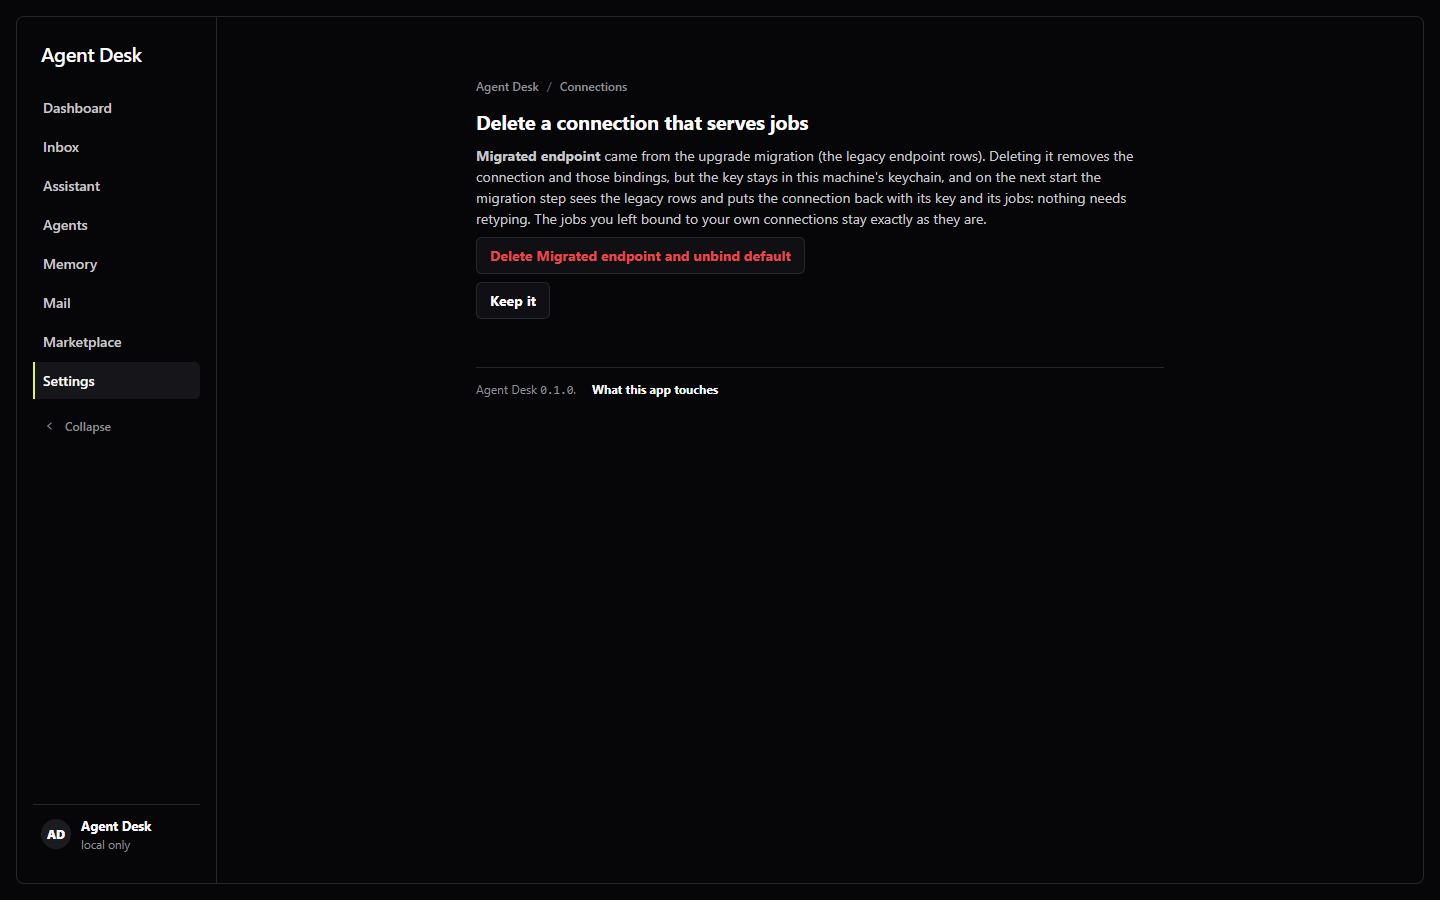 Agent Desk
Dashboard
Inbox
Assistant
Agents
Memory
Mail
Marketplace
Settings
Collapse
AD
Agent Desk
local only
Agent Desk / Connections
Delete a connection that serves jobs
Migrated endpoint came from the upgrade migration (the legacy endpoint rows). Deleting it removes the
connection and those bindings, but the key stays in this machine's keychain, and on the next start the
migration step sees the legacy rows and puts the connection back with its key and its jobs: nothing needs
retyping. The jobs you left bound to your own connections stay exactly as they are.
Delete Migrated endpoint and unbind default
Keep it
Agent Desk 0.1.0. What this app touches